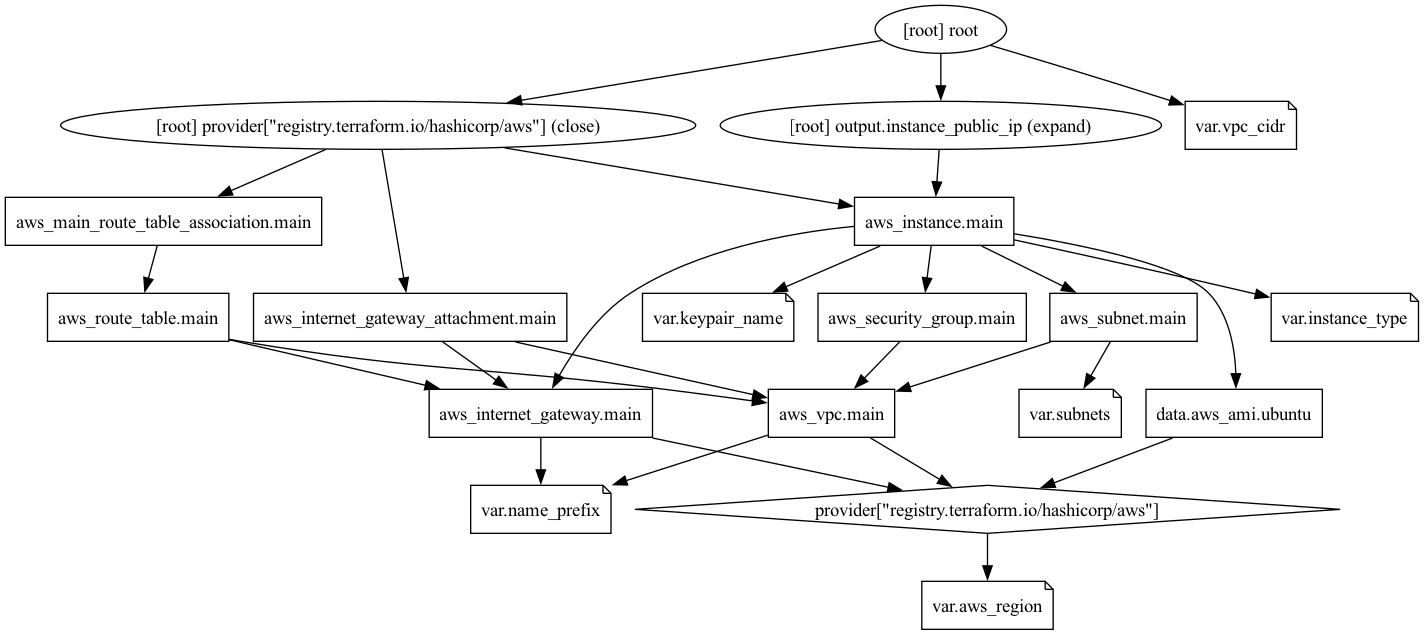 [root] root
[root] provider["registry.terraform.io/hashicorp/aws"] (close)
[root] output.instance_public_ip (expand)
var.vpc_cidr
aws_main_route_table_association.main
aws_instance.main
aws_route_table.main
aws_internet_gateway_attachment.main
var.keypair_name
aws_security_group.main
aws_subnet.main
var.instance_type
aws_internet_gateway.main
aws_vpc.main
var.subnets
data.aws_ami.ubuntu
var.name_prefix
provider["registry.terraform.io/hashicorp/aws"]
var.aws_region